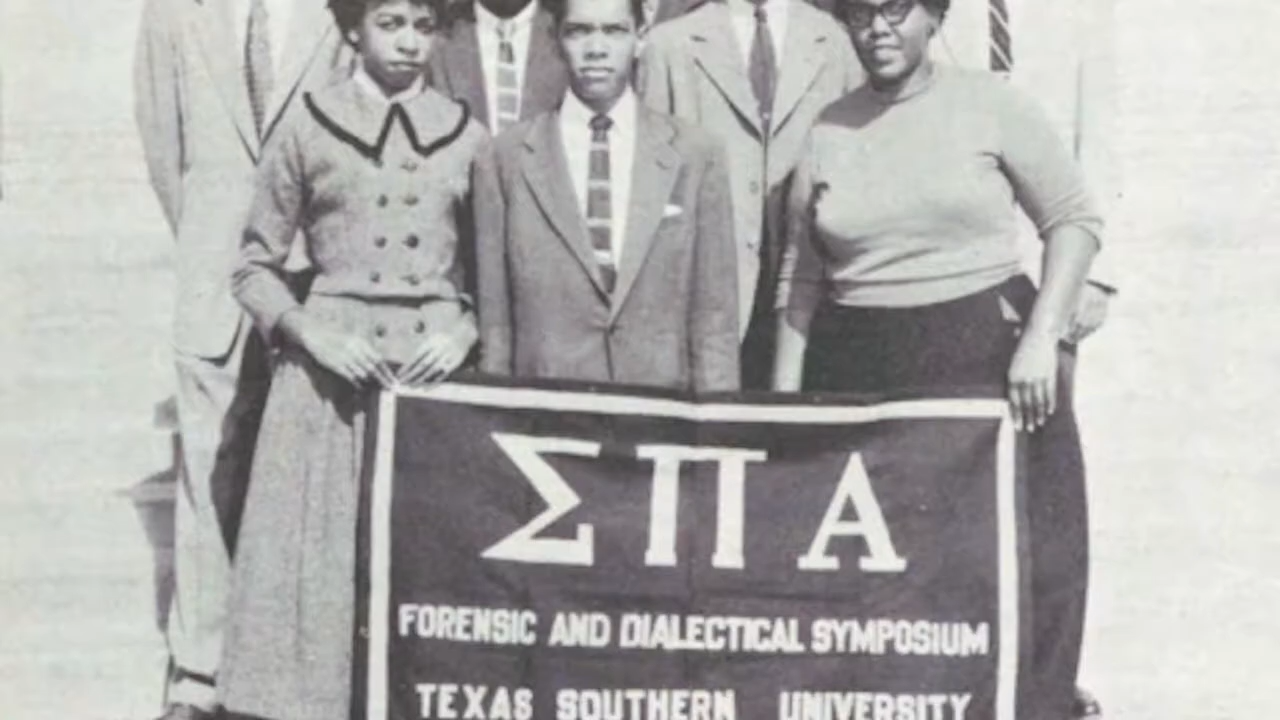 ΣΠΑ
FORENSIC AND DIALECTICAL SYMPOSIUM
TEXAS SOUTHERN UNIVERSITY